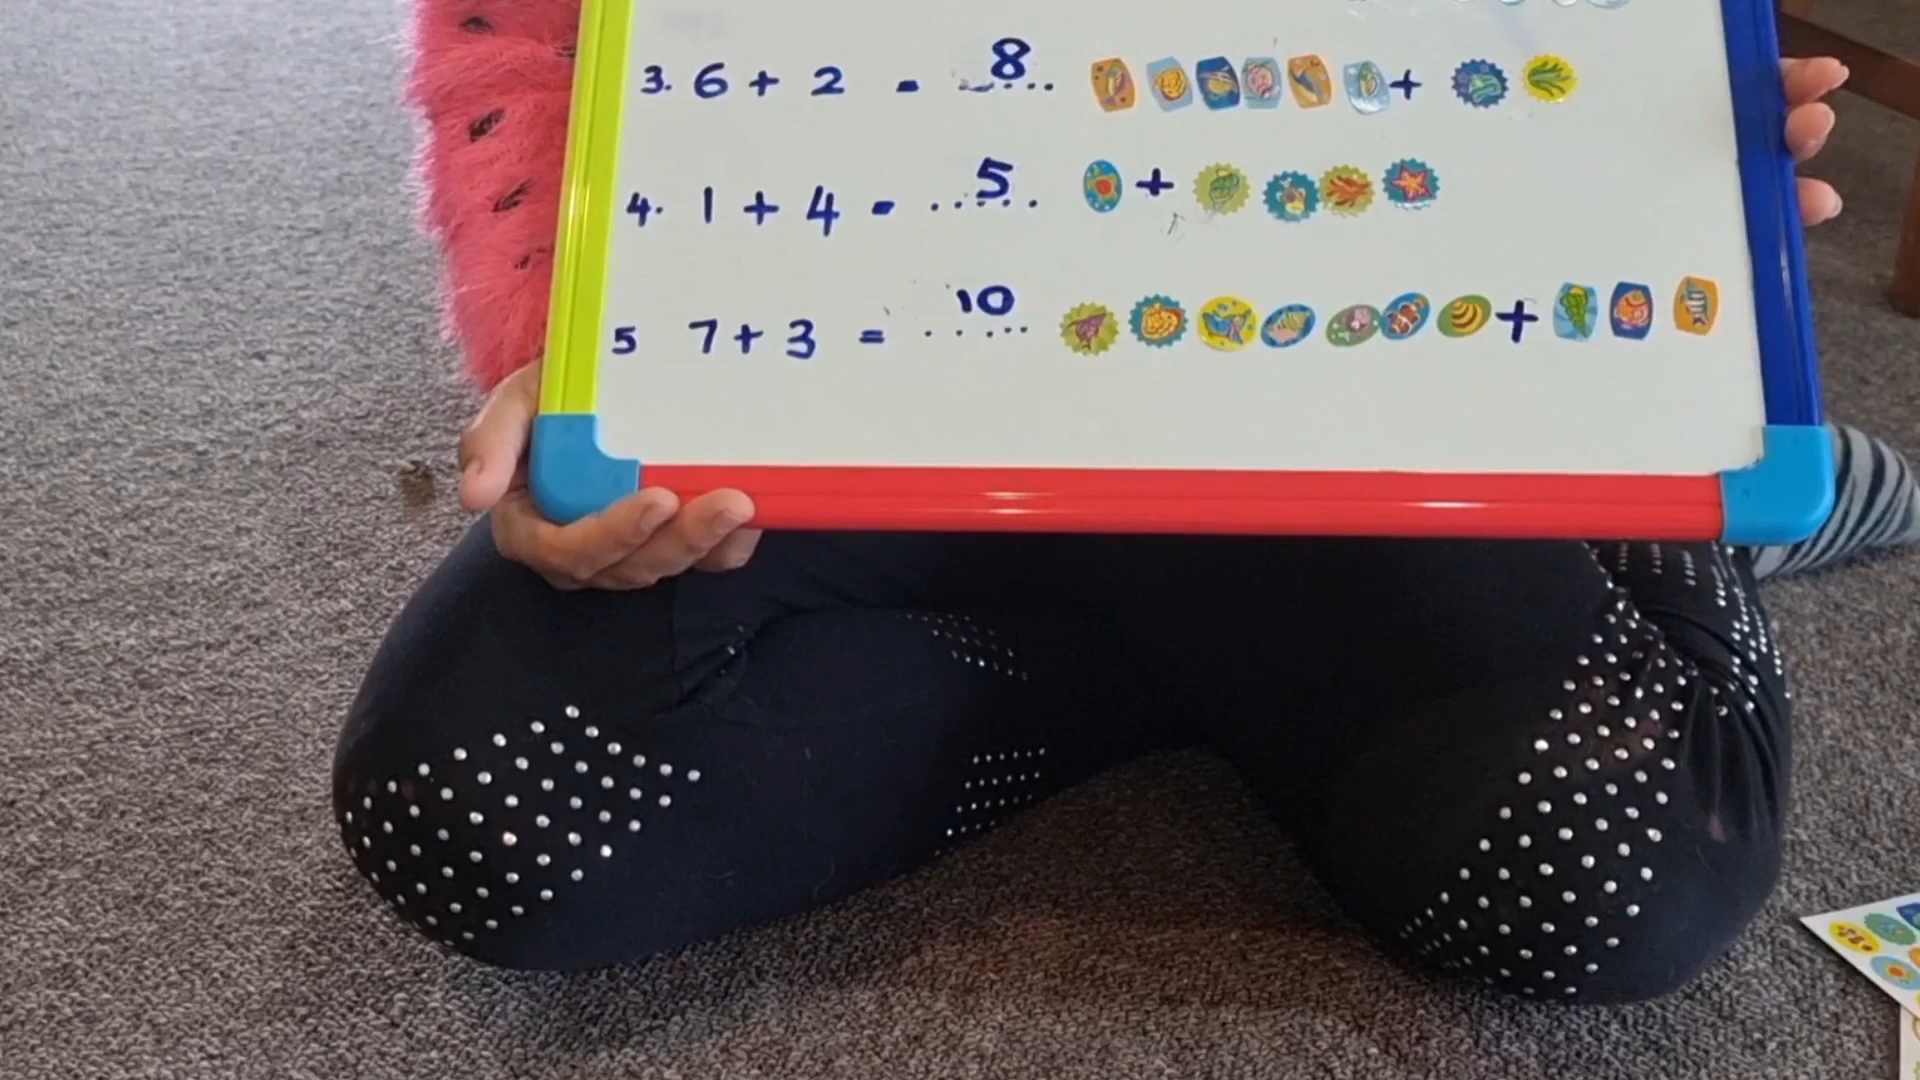 3. 6 + 2 = ..8.. +
4. 1 + 4 = ..5.. +
5 7 + 3 = ..10.. +